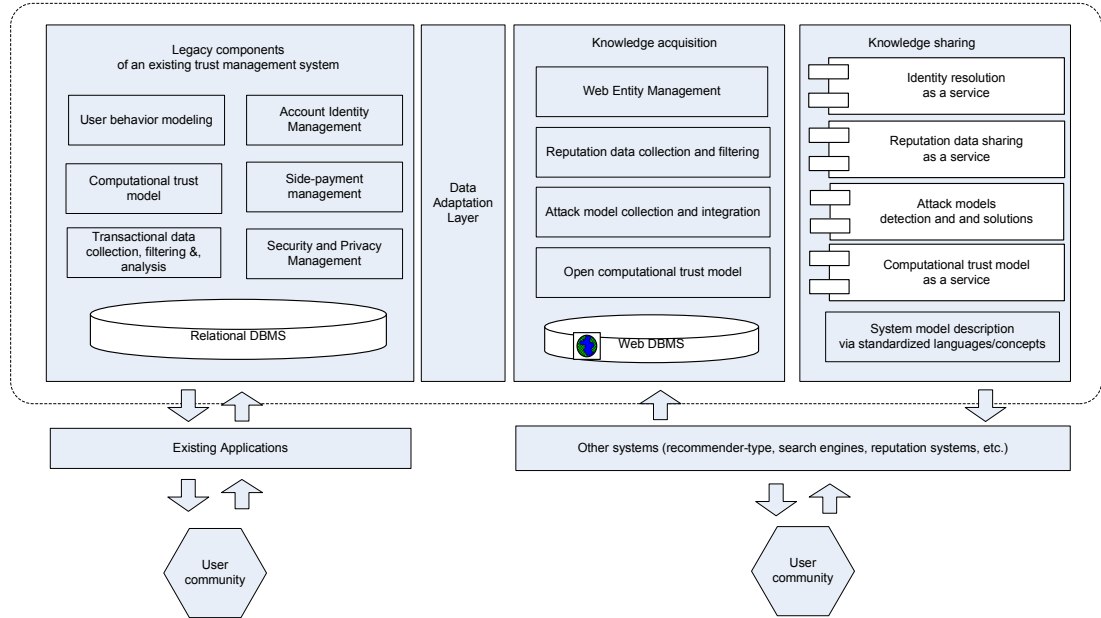 Legacy components
of an existing trust management system
User behavior modeling
Account Identity
Management
Computational trust
model
Side-payment
management
Transactional data
collection, filtering &,
analysis
Security and Privacy
Management
Relational DBMS
Data
Adaptation
Layer
Knowledge acquisition
Web Entity Management
Reputation data collection and filtering
Attack model collection and integration
Open computational trust model
Web DBMS
Knowledge sharing
Identity resolution
as a service
Reputation data sharing
as a service
Attack models
detection and and solutions
Computational trust model
as a service
System model description
via standardized languages/concepts
Existing Applications
Other systems (recommender-type, search engines, reputation systems, etc.)
User
community
User
community